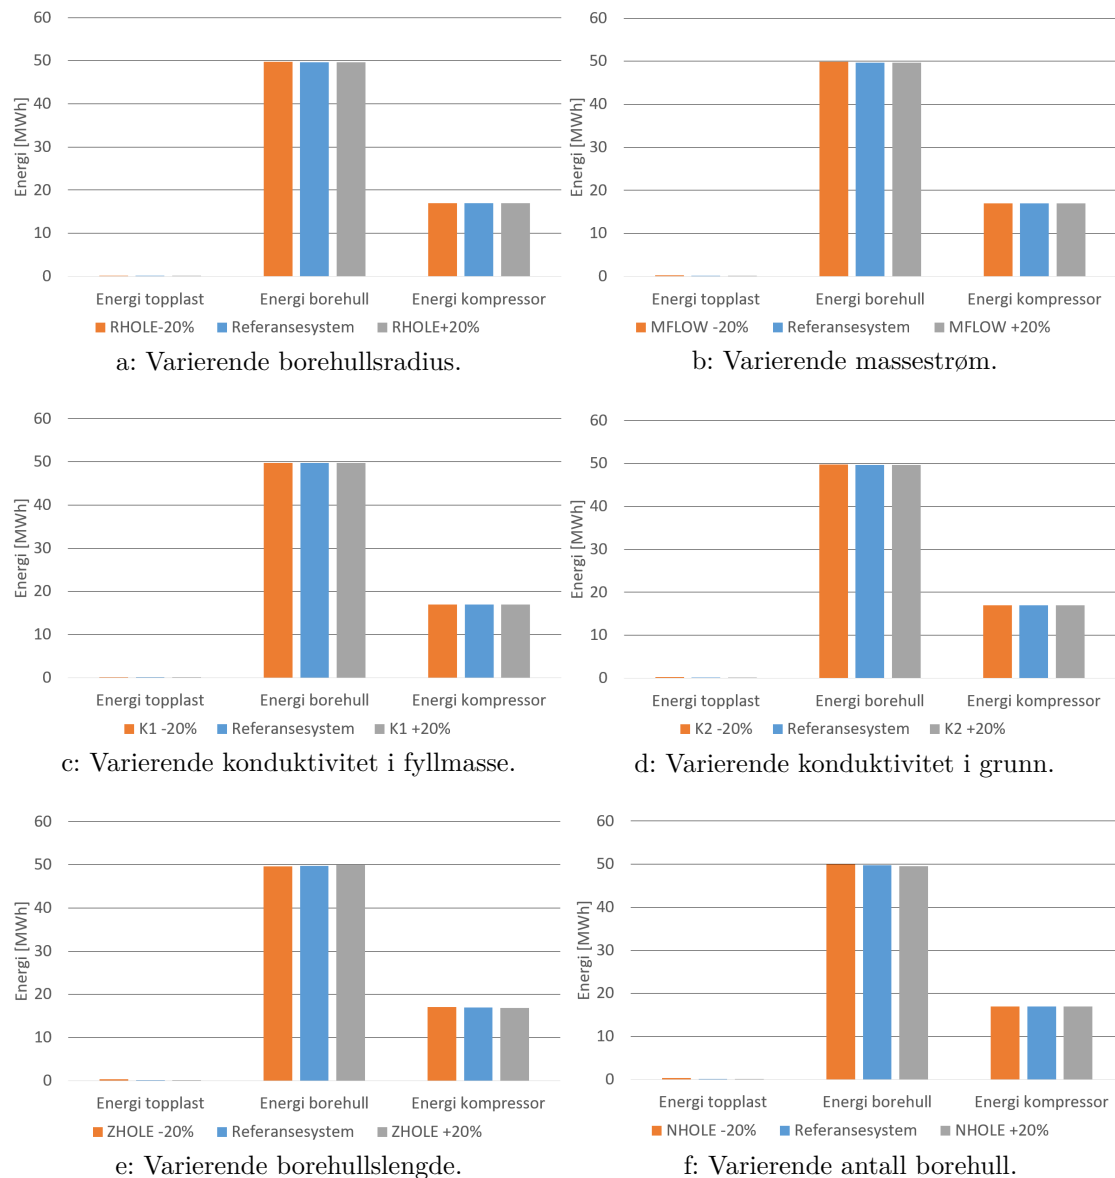 60
50
40
30
20
10
0
Energi [MWh]
Energi topplast Energi borehull Energi kompressor
RHOLE-20% Referansesystem RHOLE+20%
a: Varierende borehullsradius.
60
50
40
30
20
10
0
Energi [MWh]
Energi topplast Energi borehull Energi kompressor
MFLOW -20% Referansesystem MFLOW +20%
b: Varierende massestrøm.
60
50
40
30
20
10
0
Energi [MWh]
Energi topplast Energi borehull Energi kompressor
K1 -20% Referansesystem K1 +20%
c: Varierende konduktivitet i fyllmasse.
60
50
40
30
20
10
0
Energi [MWh]
Energi topplast Energi borehull Energi kompressor
K2 -20% Referansesystem K2 +20%
d: Varierende konduktivitet i grunn.
60
50
40
30
20
10
0
Energi [MWh]
Energi topplast Energi borehull Energi kompressor
ZHOLE -20% Referansesystem ZHOLE +20%
e: Varierende borehullslengde.
60
50
40
30
20
10
0
Energi [MWh]
Energi topplast Energi borehull Energi kompressor
NHOLE -20% Referansesystem NHOLE +20%
f: Varierende antall borehull.